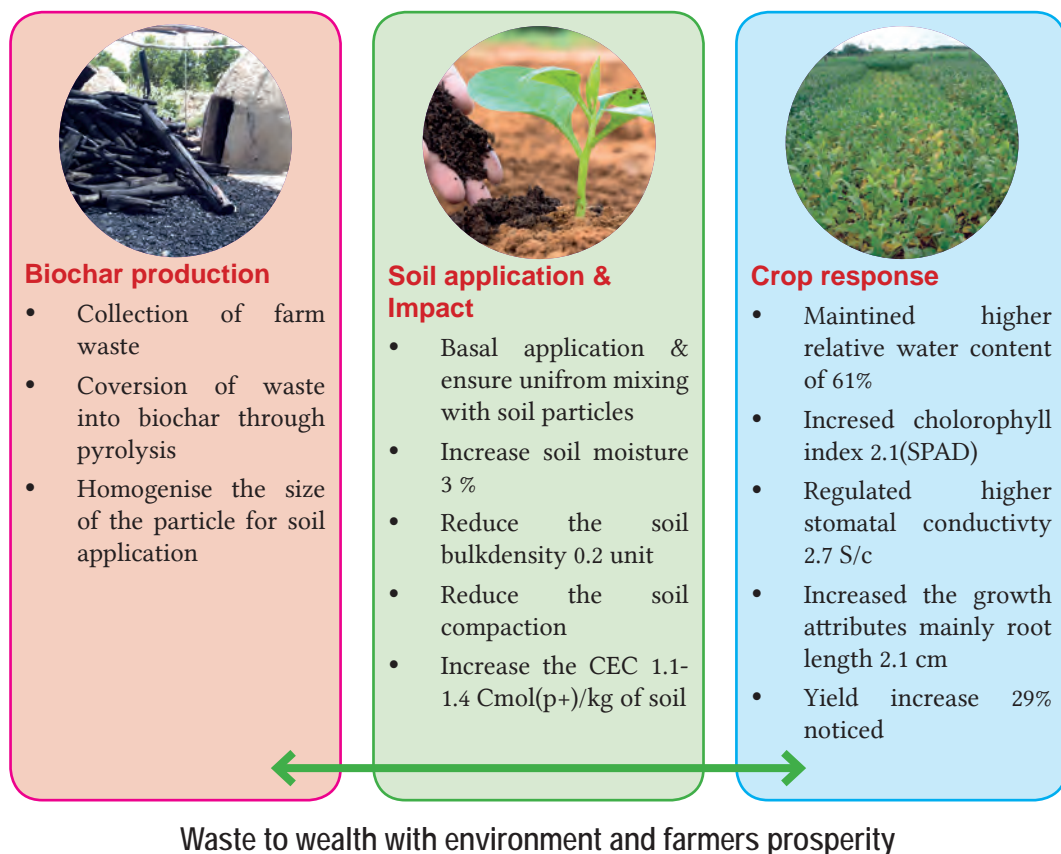 Biochar production
• Collection of farm
waste
• Coversion of waste
into biochar through
pyrolysis
• Homogenise the size
of the particle for soil
application
Soil application &
Impact
• Basal application &
ensure unifrom mixing
with soil particles
• Increase soil moisture
3 %
• Reduce the soil
bulkdensity 0.2 unit
• Reduce the soil
compaction
• Increase the CEC 1.1-
1.4 Cmol(p+)/kg of soil
Crop response
• Maintined higher
relative water content
of 61%
• Incresed cholorophyll
index 2.1(SPAD)
• Regulated higher
stomatal conductivty
2.7 S/c
• Increased the growth
attributes mainly root
length 2.1 cm
• Yield increase 29%
noticed
Waste to wealth with environment and farmers prosperity